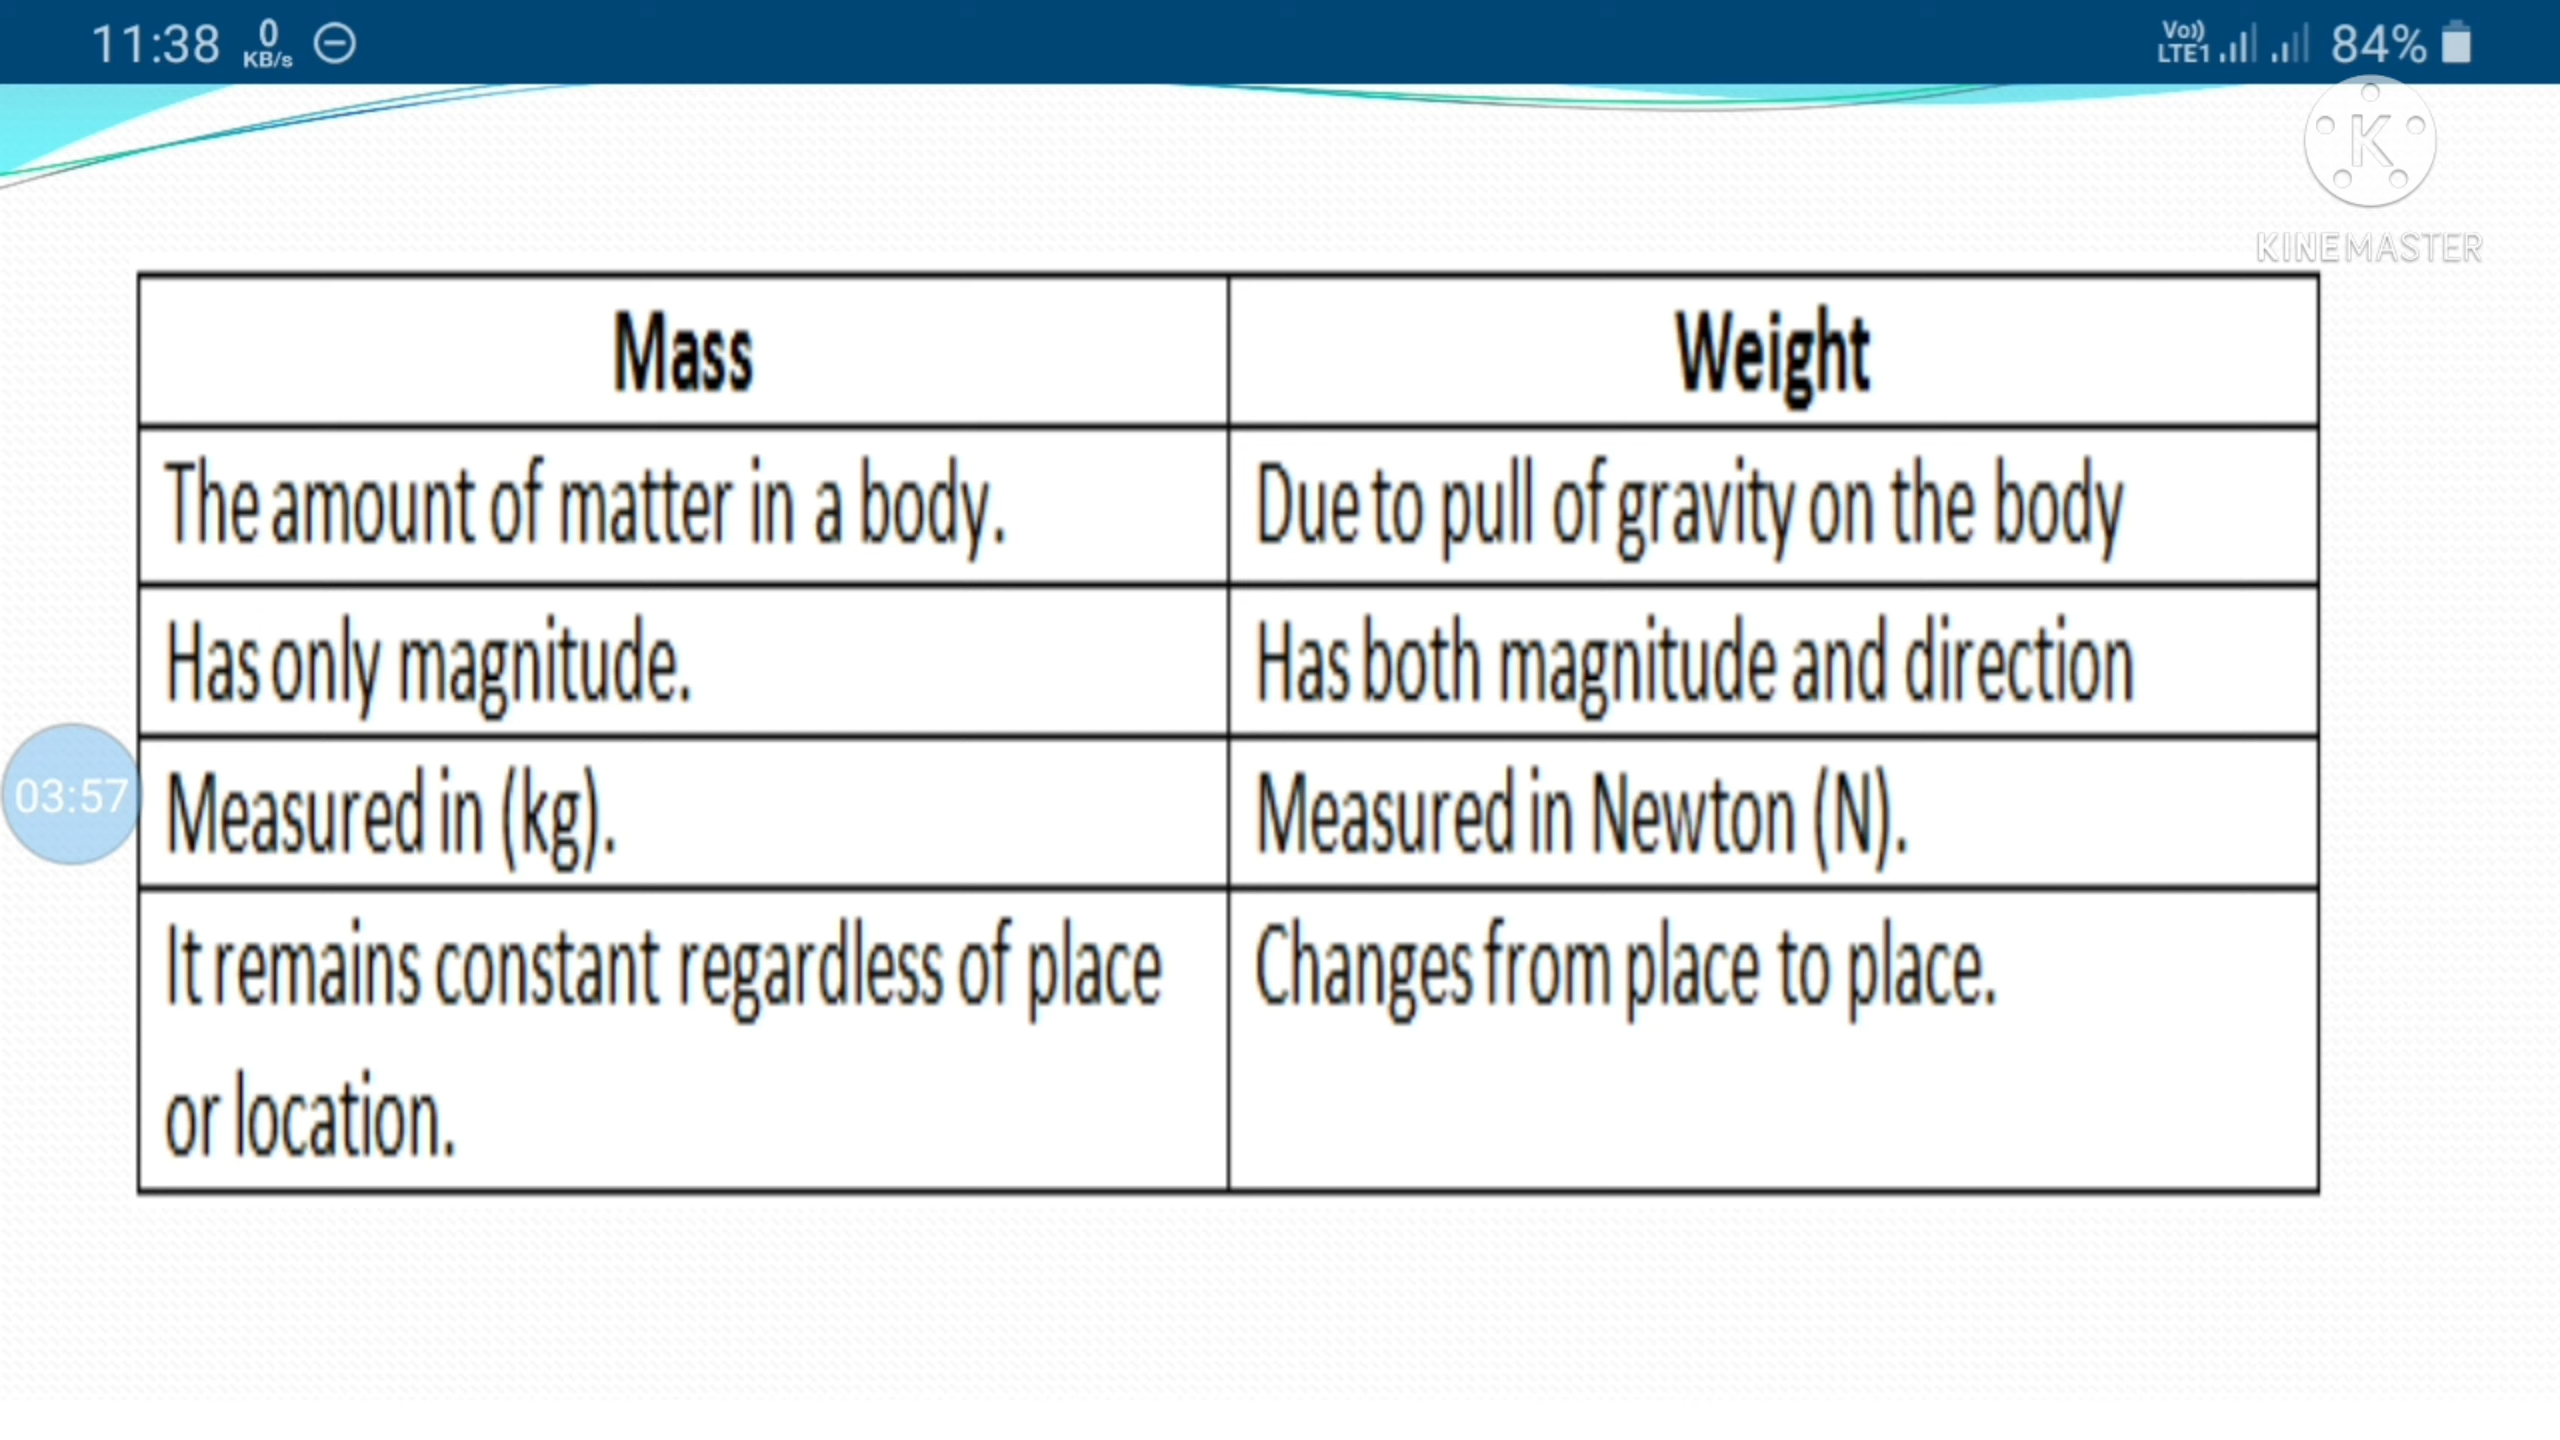 11:38 0 KB/s Vo)) LTE1 84%
K
KINEMASTER
Mass Weight
The amount of matter in a body. Due to pull of gravity on the body
Has only magnitude. Has both magnitude and direction
03:57
Measured in (kg). Measured in Newton (N).
It remains constant regardless of place Changes from place to place.
or location.